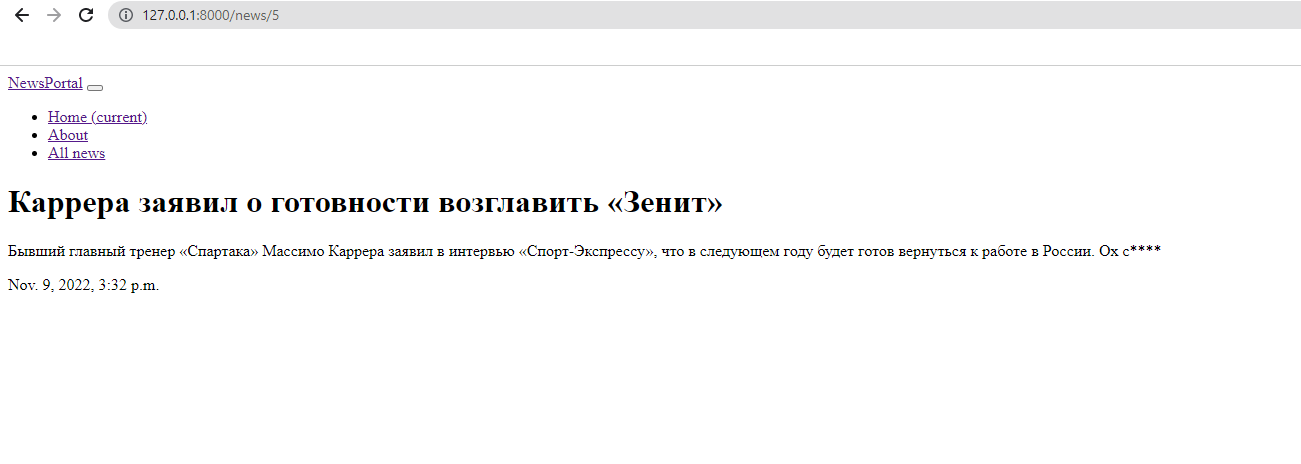 127.0.0.1:8000/news/5
NewsPortal
Home (current)
About
All news
Каррера заявил о готовности возглавить «Зенит»
Бывший главный тренер «Спартака» Массимо Каррера заявил в интервью «Спорт-Экспрессу», что в следующем году будет готов вернуться к работе в России. Ох с****
Nov. 9, 2022, 3:32 p.m.